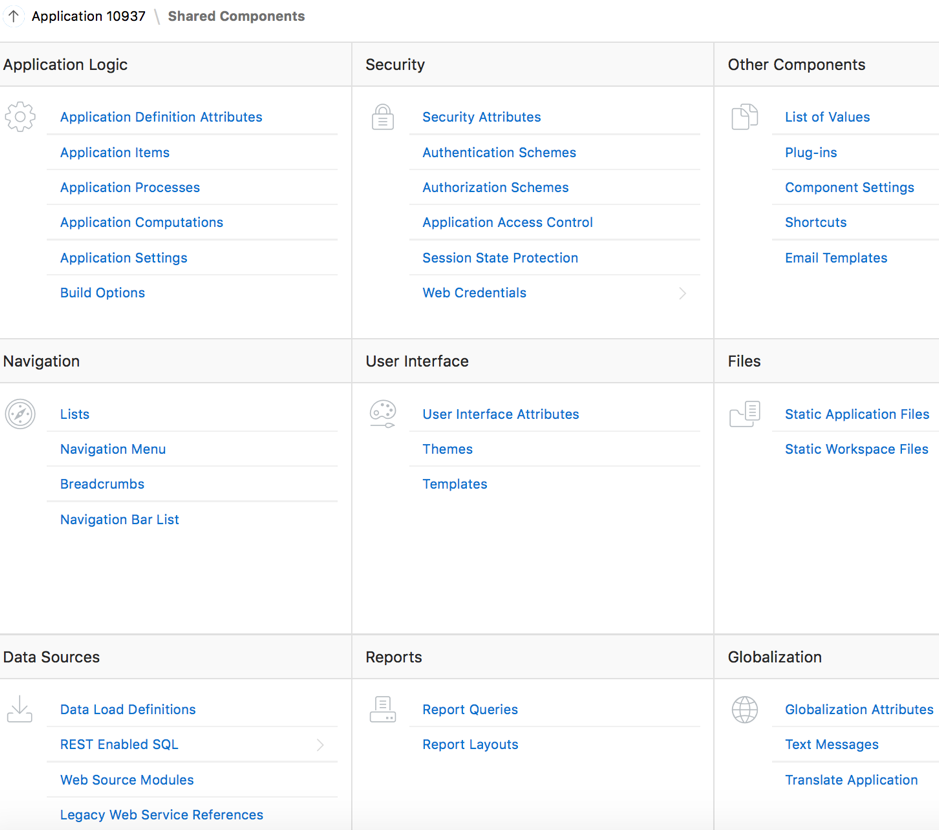 Application 10937 \ Shared Components
Application Logic
Application Definition Attributes
Application Items
Application Processes
Application Computations
Application Settings
Build Options
Security
Security Attributes
Authentication Schemes
Authorization Schemes
Application Access Control
Session State Protection
Web Credentials
Other Components
List of Values
Plug-ins
Component Settings
Shortcuts
Email Templates
Navigation
Lists
Navigation Menu
Breadcrumbs
Navigation Bar List
User Interface
User Interface Attributes
Themes
Templates
Files
Static Application Files
Static Workspace Files
Data Sources
Data Load Definitions
REST Enabled SQL
Web Source Modules
Legacy Web Service References
Reports
Report Queries
Report Layouts
Globalization
Globalization Attributes
Text Messages
Translate Application